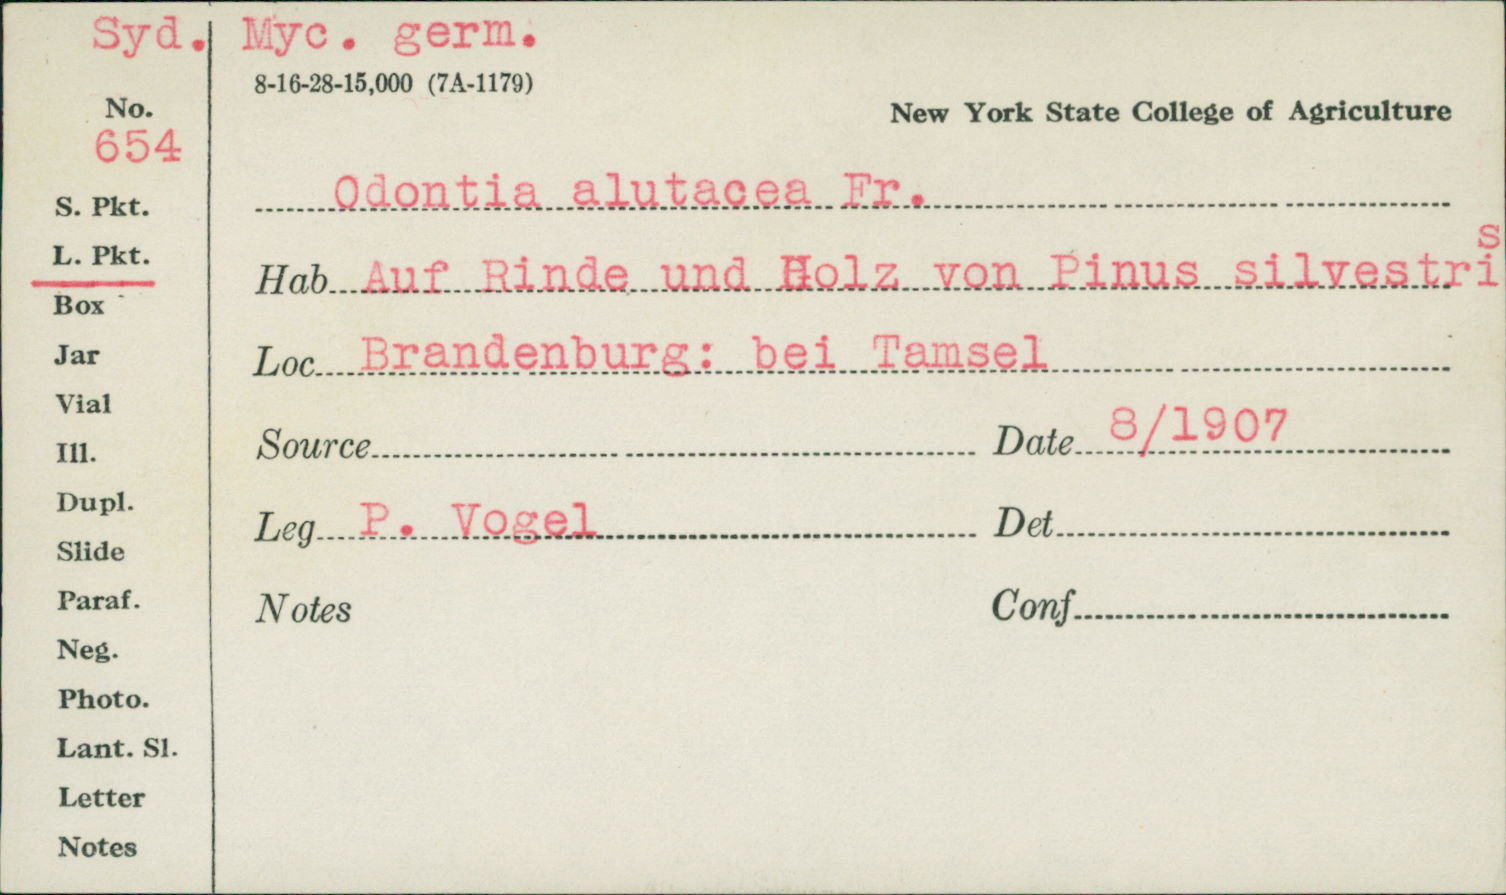 Syd. Myc. germ.
8-16-28-15,000 (7A-1179)
No.
654
New York State College of Agriculture
Odontia alutacea Fr.
Hab Auf Rinde und Holz von Pinus silvestris
Loc Brandenburg: bei Tamsel
Source Date 8/1907
Leg P. Vogel Det
Notes Conf
S. Pkt.
L. Pkt.
Box
Jar
Vial
Ill.
Dupl.
Slide
Paraf.
Neg.
Photo.
Lant. Sl.
Letter
Notes